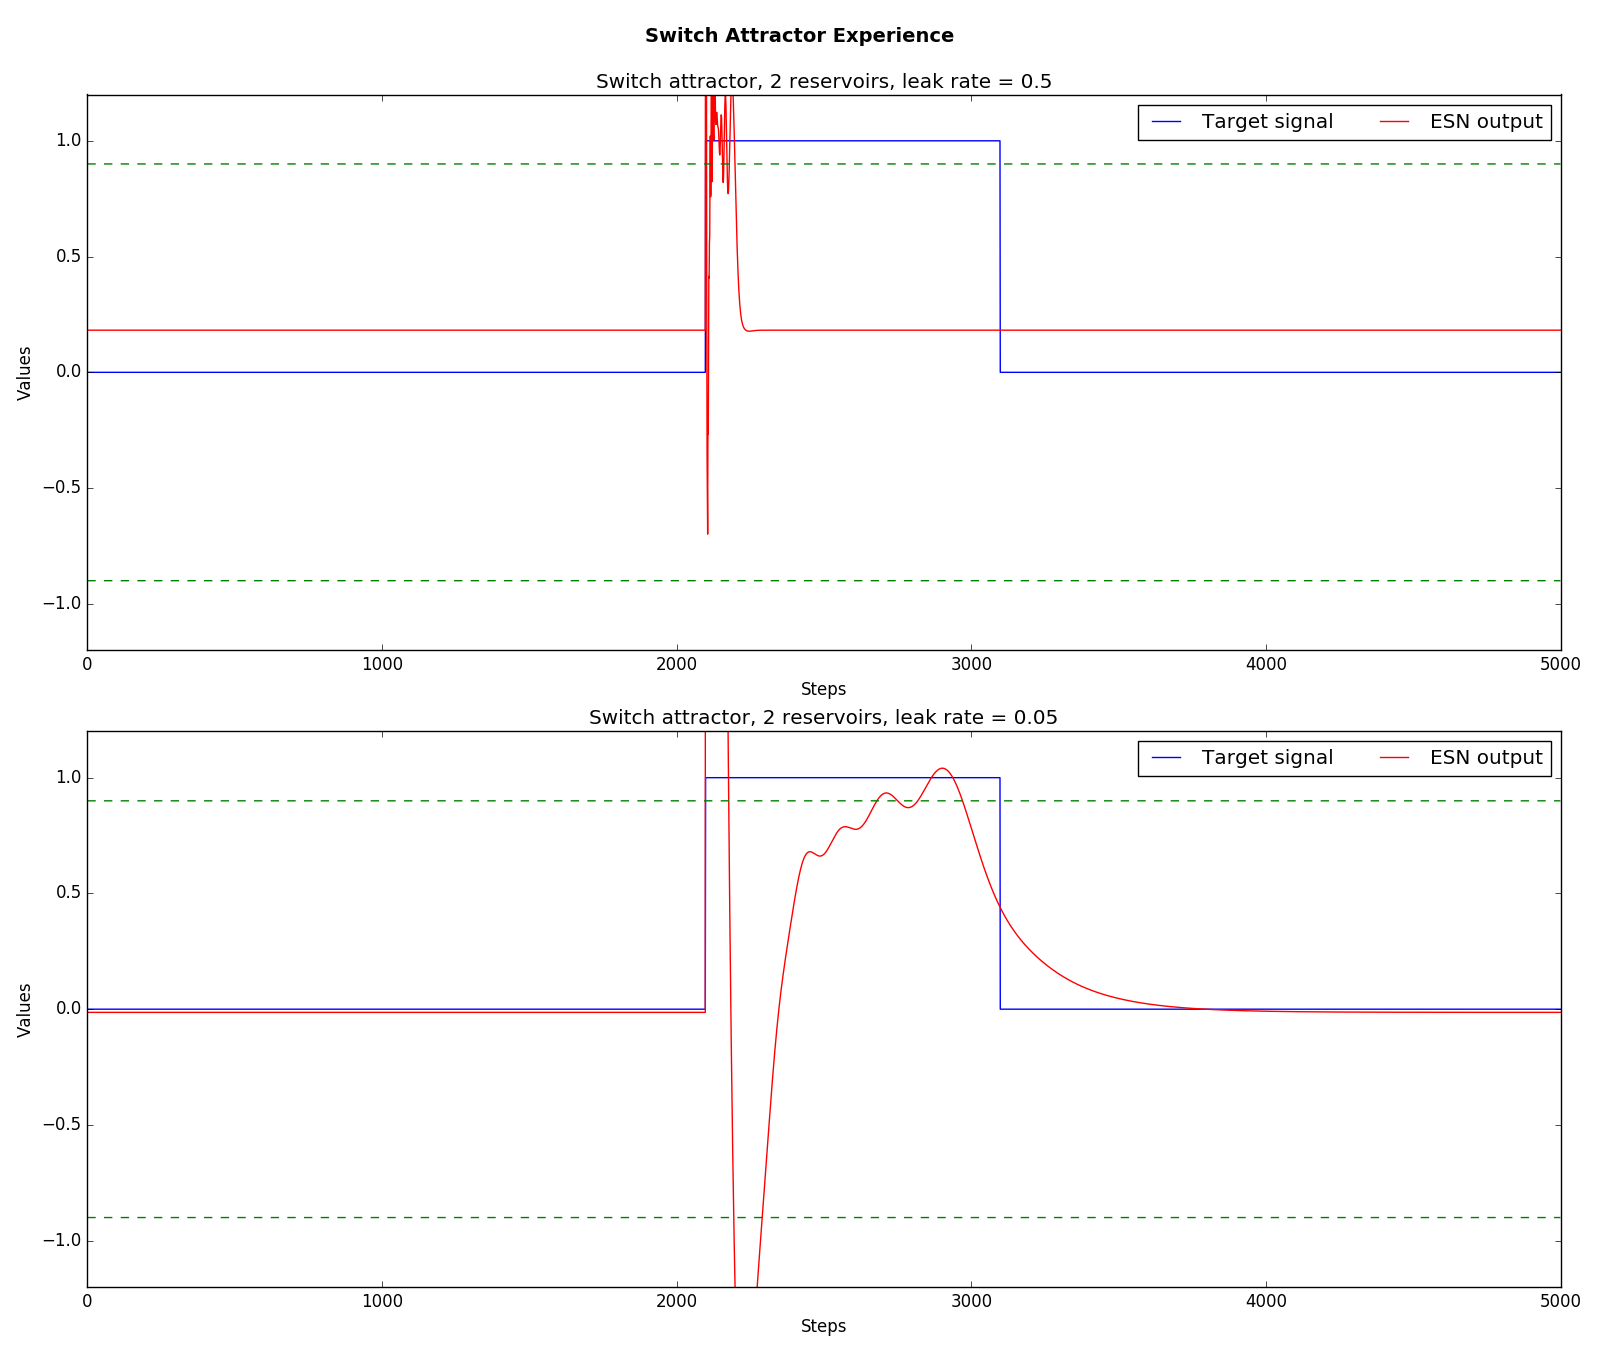 Switch Attractor Experience
Switch attractor, 2 reservoirs, leak rate = 0.5
Target signal ESN output
1.0
0.5
0.0
−0.5
−1.0
Values
0 1000 2000 3000 4000 5000
Steps
Switch attractor, 2 reservoirs, leak rate = 0.05
Target signal ESN output
1.0
0.5
0.0
−0.5
−1.0
Values
0 1000 2000 3000 4000 5000
Steps